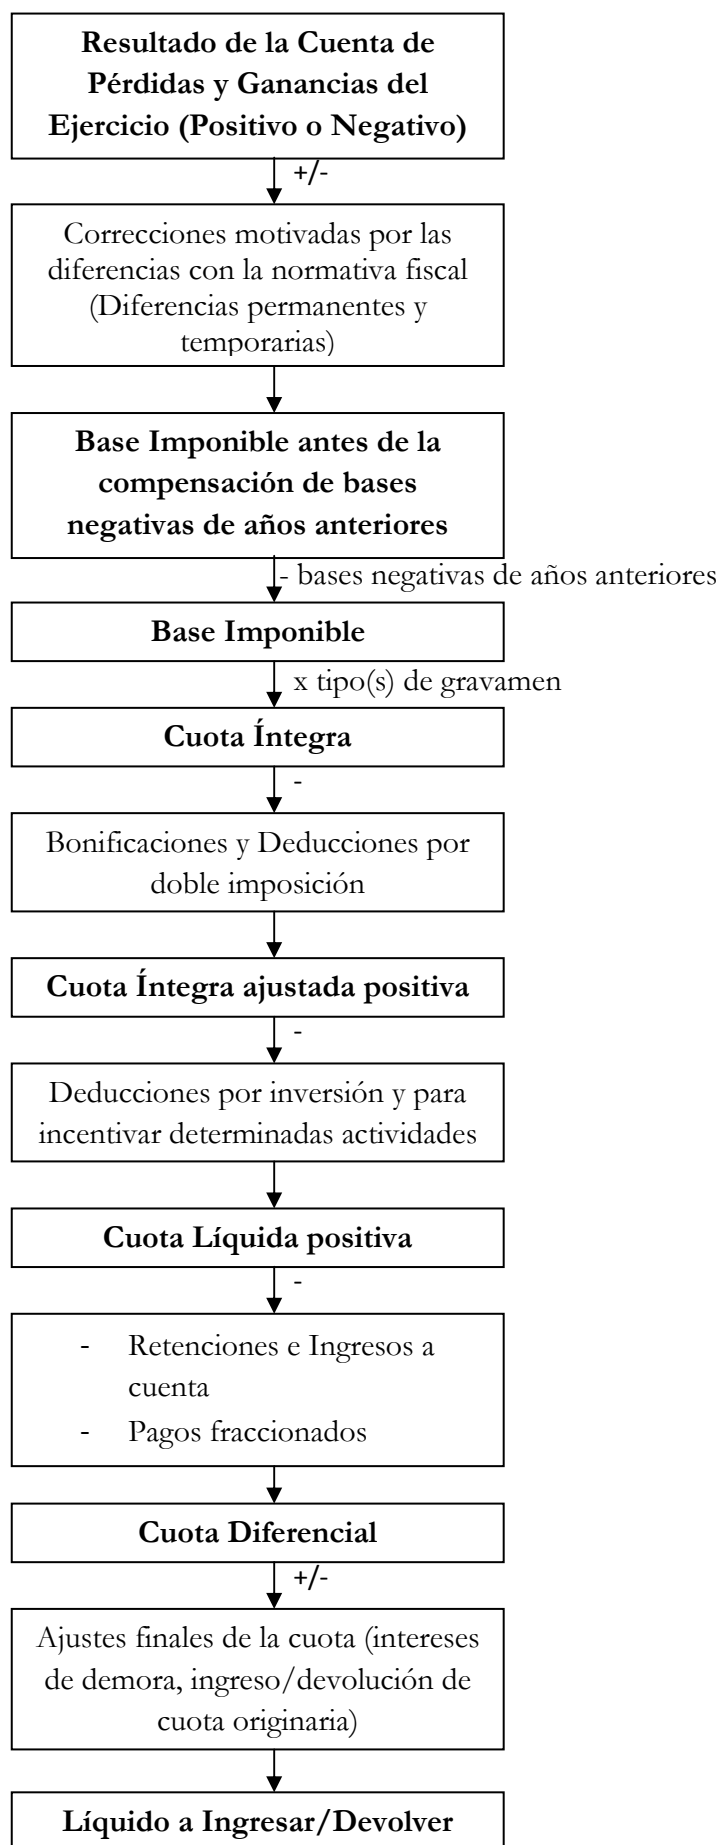 Resultado de la Cuenta de
Pérdidas y Ganancias del
Ejercicio (Positivo o Negativo)
+/-
Correcciones motivadas por las
diferencias con la normativa fiscal
(Diferencias permanentes y
temporarias)
Base Imponible antes de la
compensación de bases
negativas de años anteriores
- bases negativas de años anteriores
Base Imponible
x tipo(s) de gravamen
Cuota Íntegra
-
Bonificaciones y Deducciones por
doble imposición
Cuota Íntegra ajustada positiva
-
Deducciones por inversión y para
incentivar determinadas actividades
Cuota Líquida positiva
-
- Retenciones e Ingresos a
cuenta
- Pagos fraccionados
Cuota Diferencial
+/-
Ajustes finales de la cuota (intereses
de demora, ingreso/devolución de
cuota originaria)
Líquido a Ingresar/Devolver